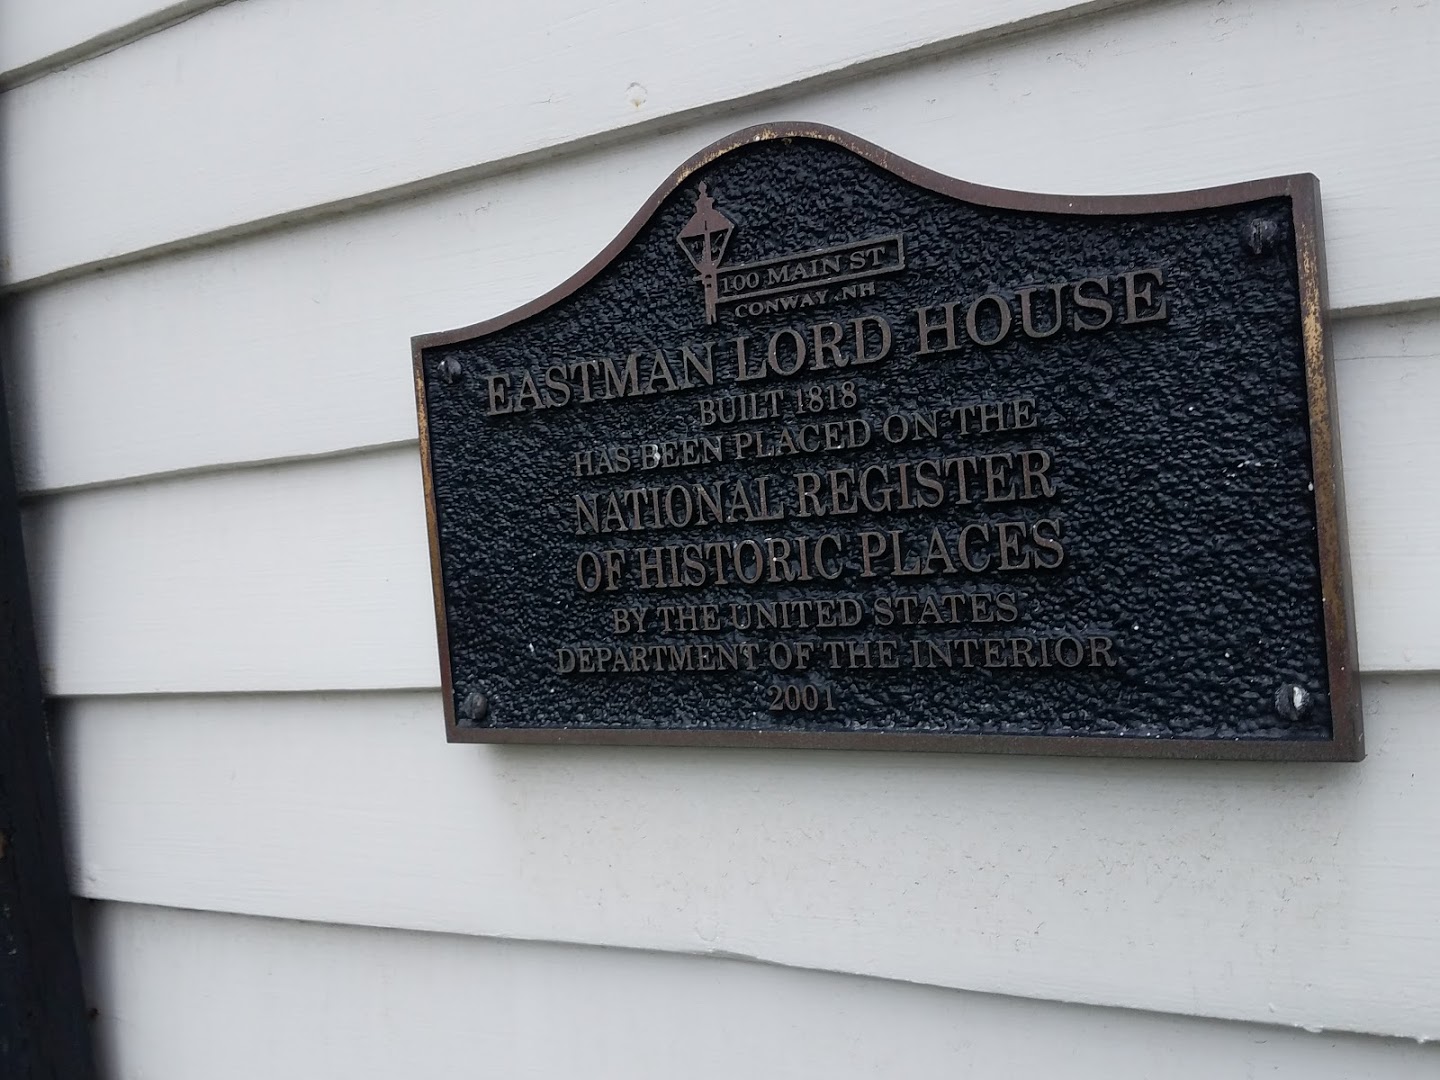 100 MAIN ST
CONWAY, NH
EASTMAN LORD HOUSE
BUILT 1818
HAS BEEN PLACED ON THE
NATIONAL REGISTER
OF HISTORIC PLACES
BY THE UNITED STATES
DEPARTMENT OF THE INTERIOR
2001